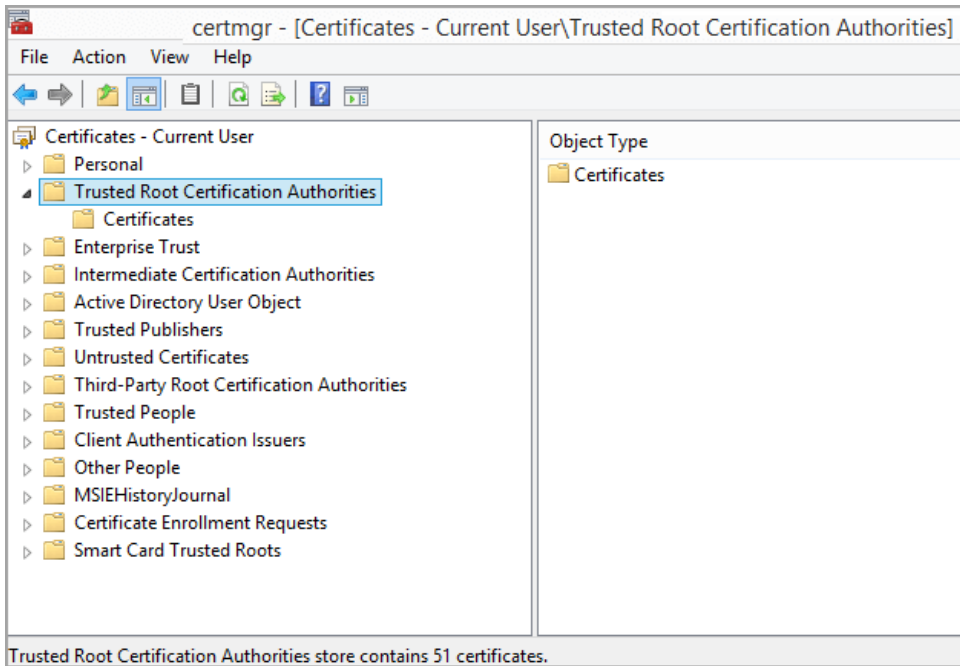 certmgr - [Certificates - Current User\Trusted Root Certification Authorities]
File Action View Help
Certificates - Current User
Personal
Trusted Root Certification Authorities
Certificates
Enterprise Trust
Intermediate Certification Authorities
Active Directory User Object
Trusted Publishers
Untrusted Certificates
Third-Party Root Certification Authorities
Trusted People
Client Authentication Issuers
Other People
MSIEHistoryJournal
Certificate Enrollment Requests
Smart Card Trusted Roots
Object Type
Certificates
Trusted Root Certification Authorities store contains 51 certificates.